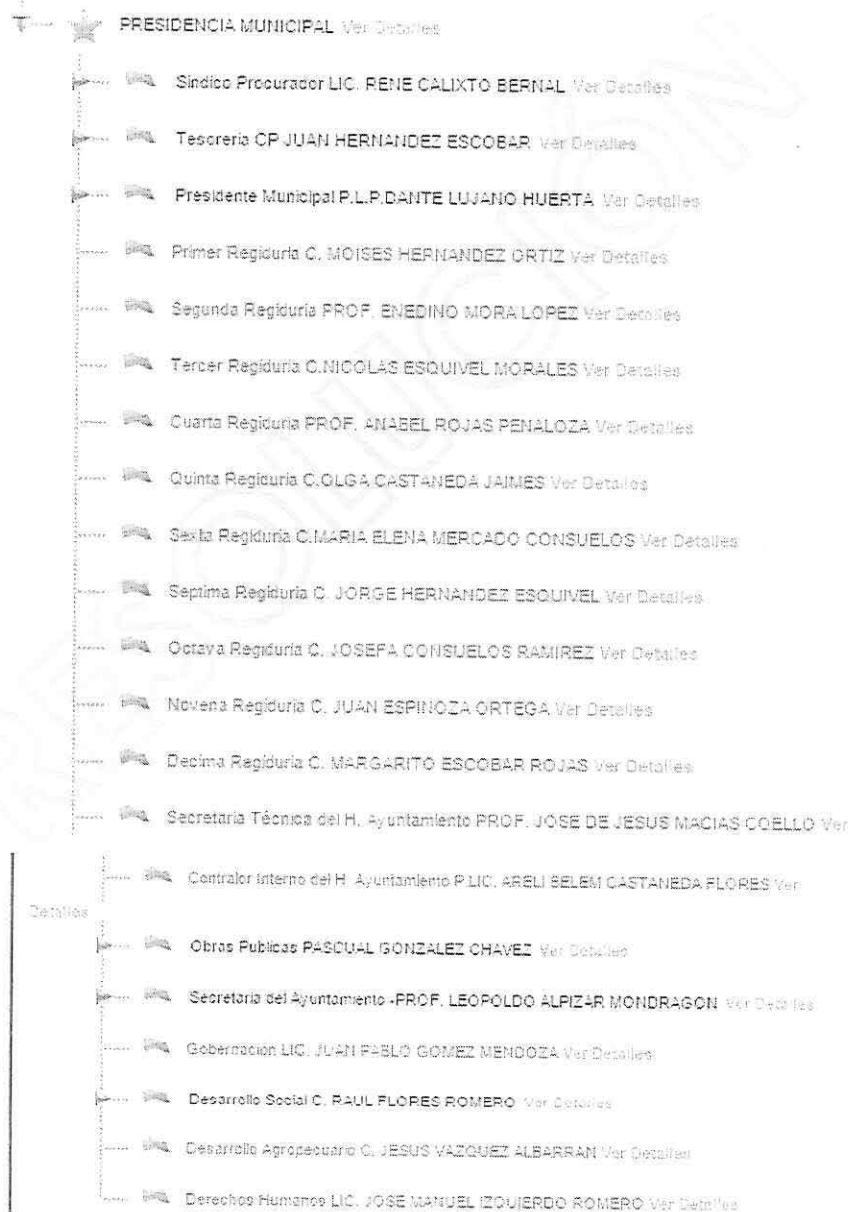 PRESIDENCIA MUNICIPAL Ver Detalles
Sindico Procurador LIC. RENE CALIXTO BERNAL Ver Detalles
Tesoreria CP JUAN HERNANDEZ ESCOBAR Ver Detalles
Presidente Municipal P.L.P.DANTE LUJANO HUERTA Ver Detalles
Primer Regiduria C. MOISES HERNANDEZ ORTIZ Ver Detalles
Segunda Regiduria PROF. ENEDINO MORA LOPEZ Ver Detalles
Tercer Regiduria C.NICOLAS ESQUIVEL MORALES Ver Detalles
Cuarta Regiduria PROF. ANABEL ROJAS PENALOZA Ver Detalles
Quinta Regiduria C.OLGA CASTANEDA JAIMES Ver Detalles
Sexta Regiduria C.MARIA ELENA MERCADO CONSUELOS Ver Detalles
Septima Regiduria C. JORGE HERNANDEZ ESQUIVEL Ver Detalles
Octava Regiduria C. JOSEFA CONSUELOS RAMIREZ Ver Detalles
Novena Regiduria C. JUAN ESPINOZA ORTEGA Ver Detalles
Decima Regiduria C. MARGARITO ESCOBAR ROJAS Ver Detalles
Secretaria Técnica del H. Ayuntamiento PROF. JOSE DE JESUS MACIAS COELLO Ver
Contralor Interno del H Ayuntamiento P.LIC. ARELI BELEM CASTANEDA FLORES Ver
Detalles
Obras Publicas PASCUAL GONZALEZ CHAVEZ Ver Detalles
Secretaria del Ayuntamiento -PROF. LEOPOLDO ALPIZAR MONDRAGON Ver Detalles
Gobernacion LIC. JUAN PABLO GOMEZ MENDOZA Ver Detalles
Desarrollo Social C. RAUL FLORES ROMERO Ver Detalles
Desarrollo Agropecuario C. JESUS VAZQUEZ ALBARRAN Ver Detalles
Derechos Humanos LIC. JOSE MANUEL IZQUIERDO ROMERO Ver Detalles
RESOLUCIÓN